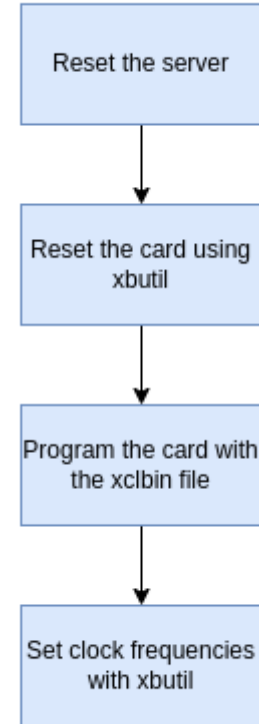 Reset the server
Reset the card using
xbutil
Program the card with
the xclbin file
Set clock frequencies
with xbutil